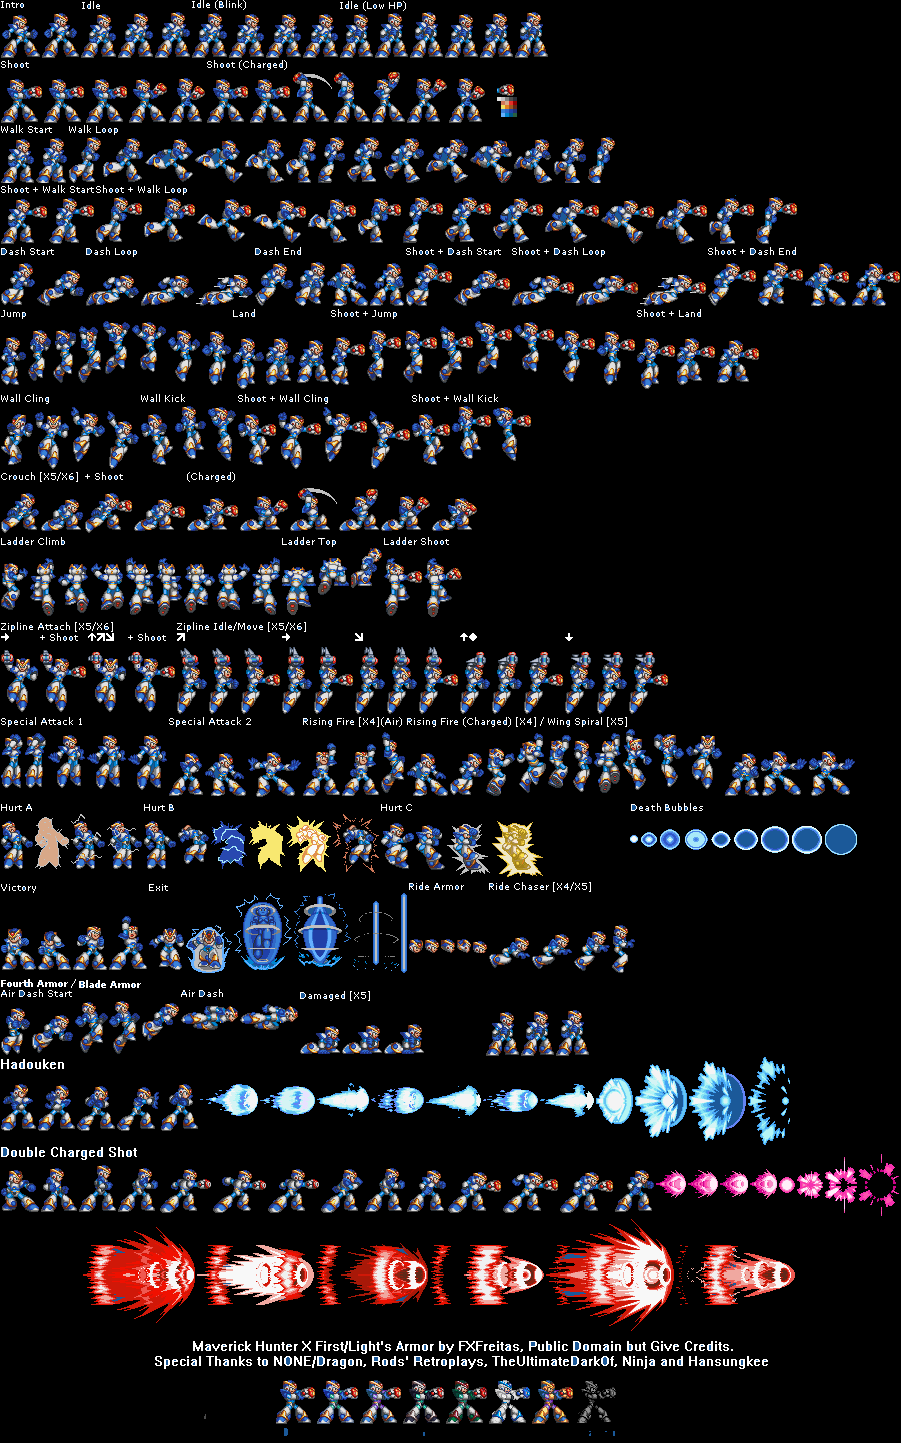 Intro Idle Idle (Blink) Idle (Low HP)
Shoot Shoot (Charged)
Walk Start Walk Loop
Shoot + Walk Start Shoot + Walk Loop
Dash Start Dash Loop Dash End Shoot + Dash Start Shoot + Dash Loop Shoot + Dash End
Jump Land Shoot + Jump Shoot + Land
Wall Cling Wall Kick Shoot + Wall Cling Shoot + Wall Kick
Crouch [X5/X6] + Shoot (Charged)
Ladder Climb Ladder Top Ladder Shoot
Zipline Attach [X5/X6] Zipline Idle/Move [X5/X6]
→ + Shoot ↑↗↘ + Shoot ↗ → ↘ ↑◆ ↓
Special Attack 1 Special Attack 2 Rising Fire [X4](Air) Rising Fire (Charged) [X4] / Wing Spiral [X5]
Hurt A Hurt B Hurt C Death Bubbles
Victory Exit Ride Armor Ride Chaser [X4/X5]
Fourth Armor / Blade Armor
Air Dash Start Air Dash Damaged [X5]
Hadouken
Double Charged Shot
Maverick Hunter X First/Light's Armor by FXFreitas, Public Domain but Give Credits.
Special Thanks to NONE/Dragon, Rods' Retroplays, TheUltimateDarkOf, Ninja and Hansungkee